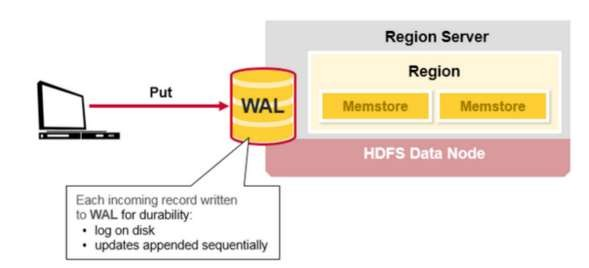 Region Server
Region
Put
WAL
Memstore Memstore
HDFS Data Node
Each incoming record written
to WAL for durability:
• log on disk
• updates appended sequentially